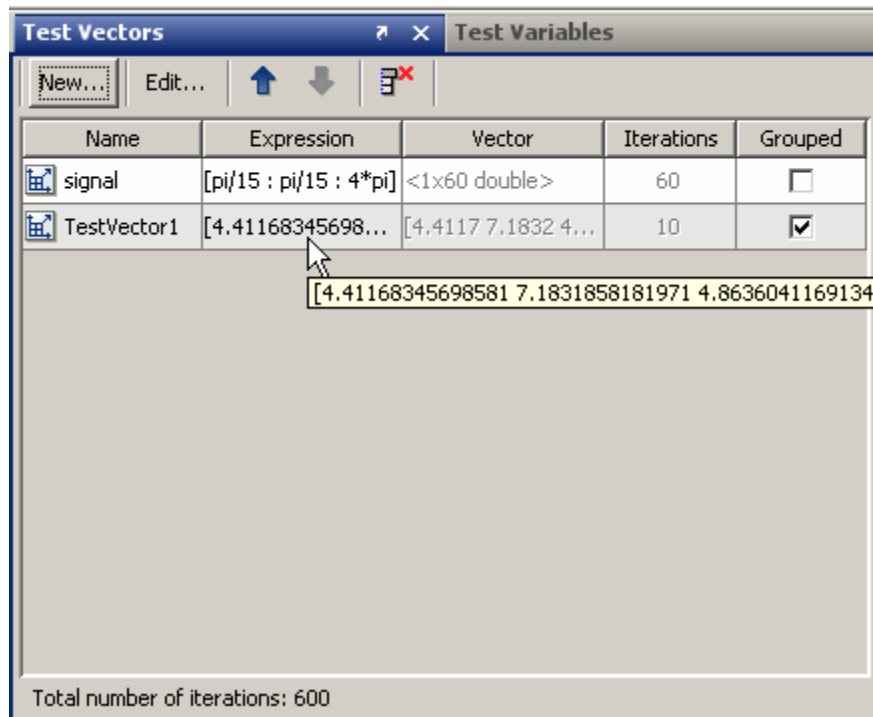 Test Vectors Test Variables
New... Edit...
Name Expression Vector Iterations Grouped
signal [pi/15 : pi/15 : 4*pi] <1x60 double> 60
TestVector1 [4.41168345698... [4.4117 7.1832 4... 10
[4.41168345698581 7.1831858181971 4.8636041169134
Total number of iterations: 600